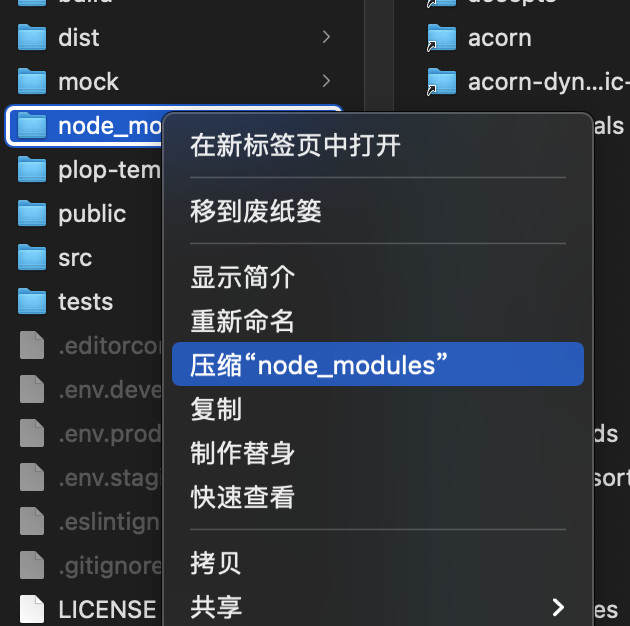 accepts
dist
acorn
mock
acorn-dyn...ic-
node_mo
als
在新标签页中打开
plop-tem
移到废纸篓
public
src
显示简介
tests
重新命名
.editorcon
压缩“node_modules”
.env.deve
复制
.env.prod
ds
制作替身
.env.stagi
sort
快速查看
.eslintign
.gitignore
拷贝
LICENSE
共享
es